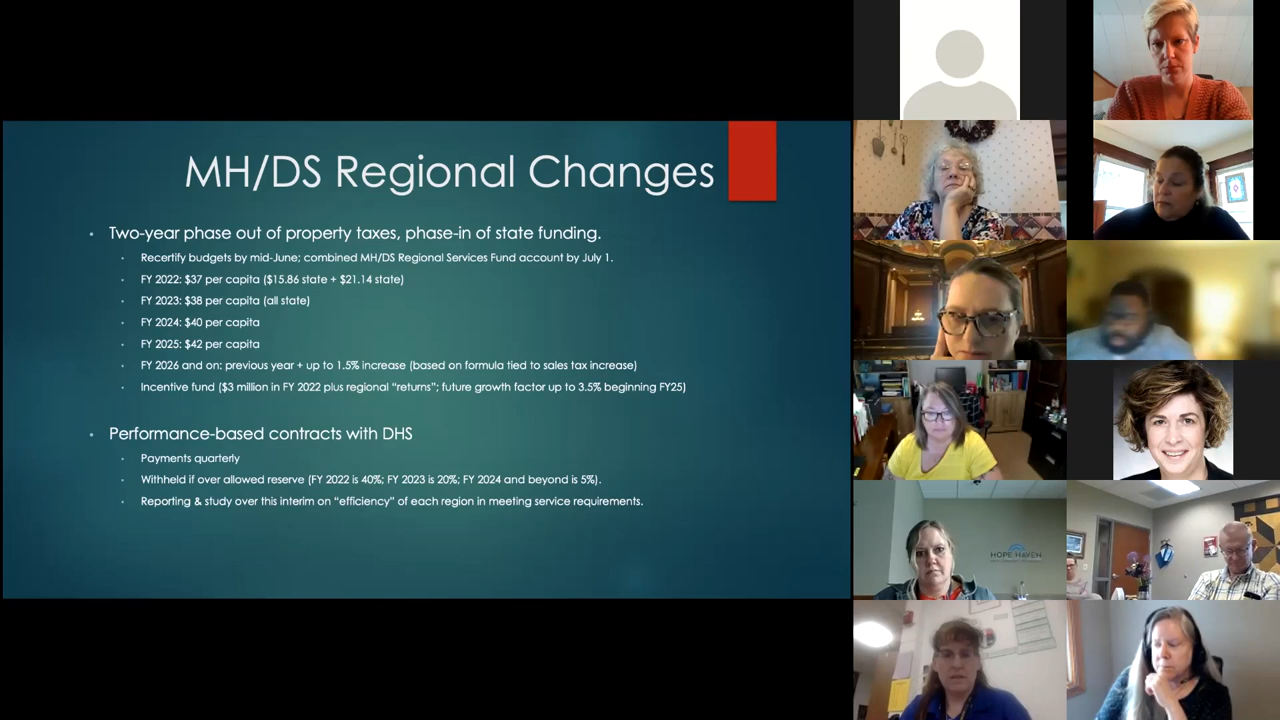 MH/DS Regional Changes
Two-year phase out of property taxes, phase-in of state funding.
Recertify budgets by mid-June; combined MH/DS Regional Services Fund account by July 1.
FY 2022: $37 per capita ($15.86 state + $21.14 state)
FY 2023: $38 per capita (all state)
FY 2024: $40 per capita
FY 2025: $42 per capita
FY 2026 and on: previous year + up to 1.5% increase (based on formula tied to sales tax increase)
Incentive fund ($3 million in FY 2022 plus regional “returns”; future growth factor up to 3.5% beginning FY25)
Performance-based contracts with DHS
Payments quarterly
Withheld if over allowed reserve (FY 2022 is 40%; FY 2023 is 20%; FY 2024 and beyond is 5%).
Reporting & study over this interim on “efficiency” of each region in meeting service requirements.
HOPE HAVEN